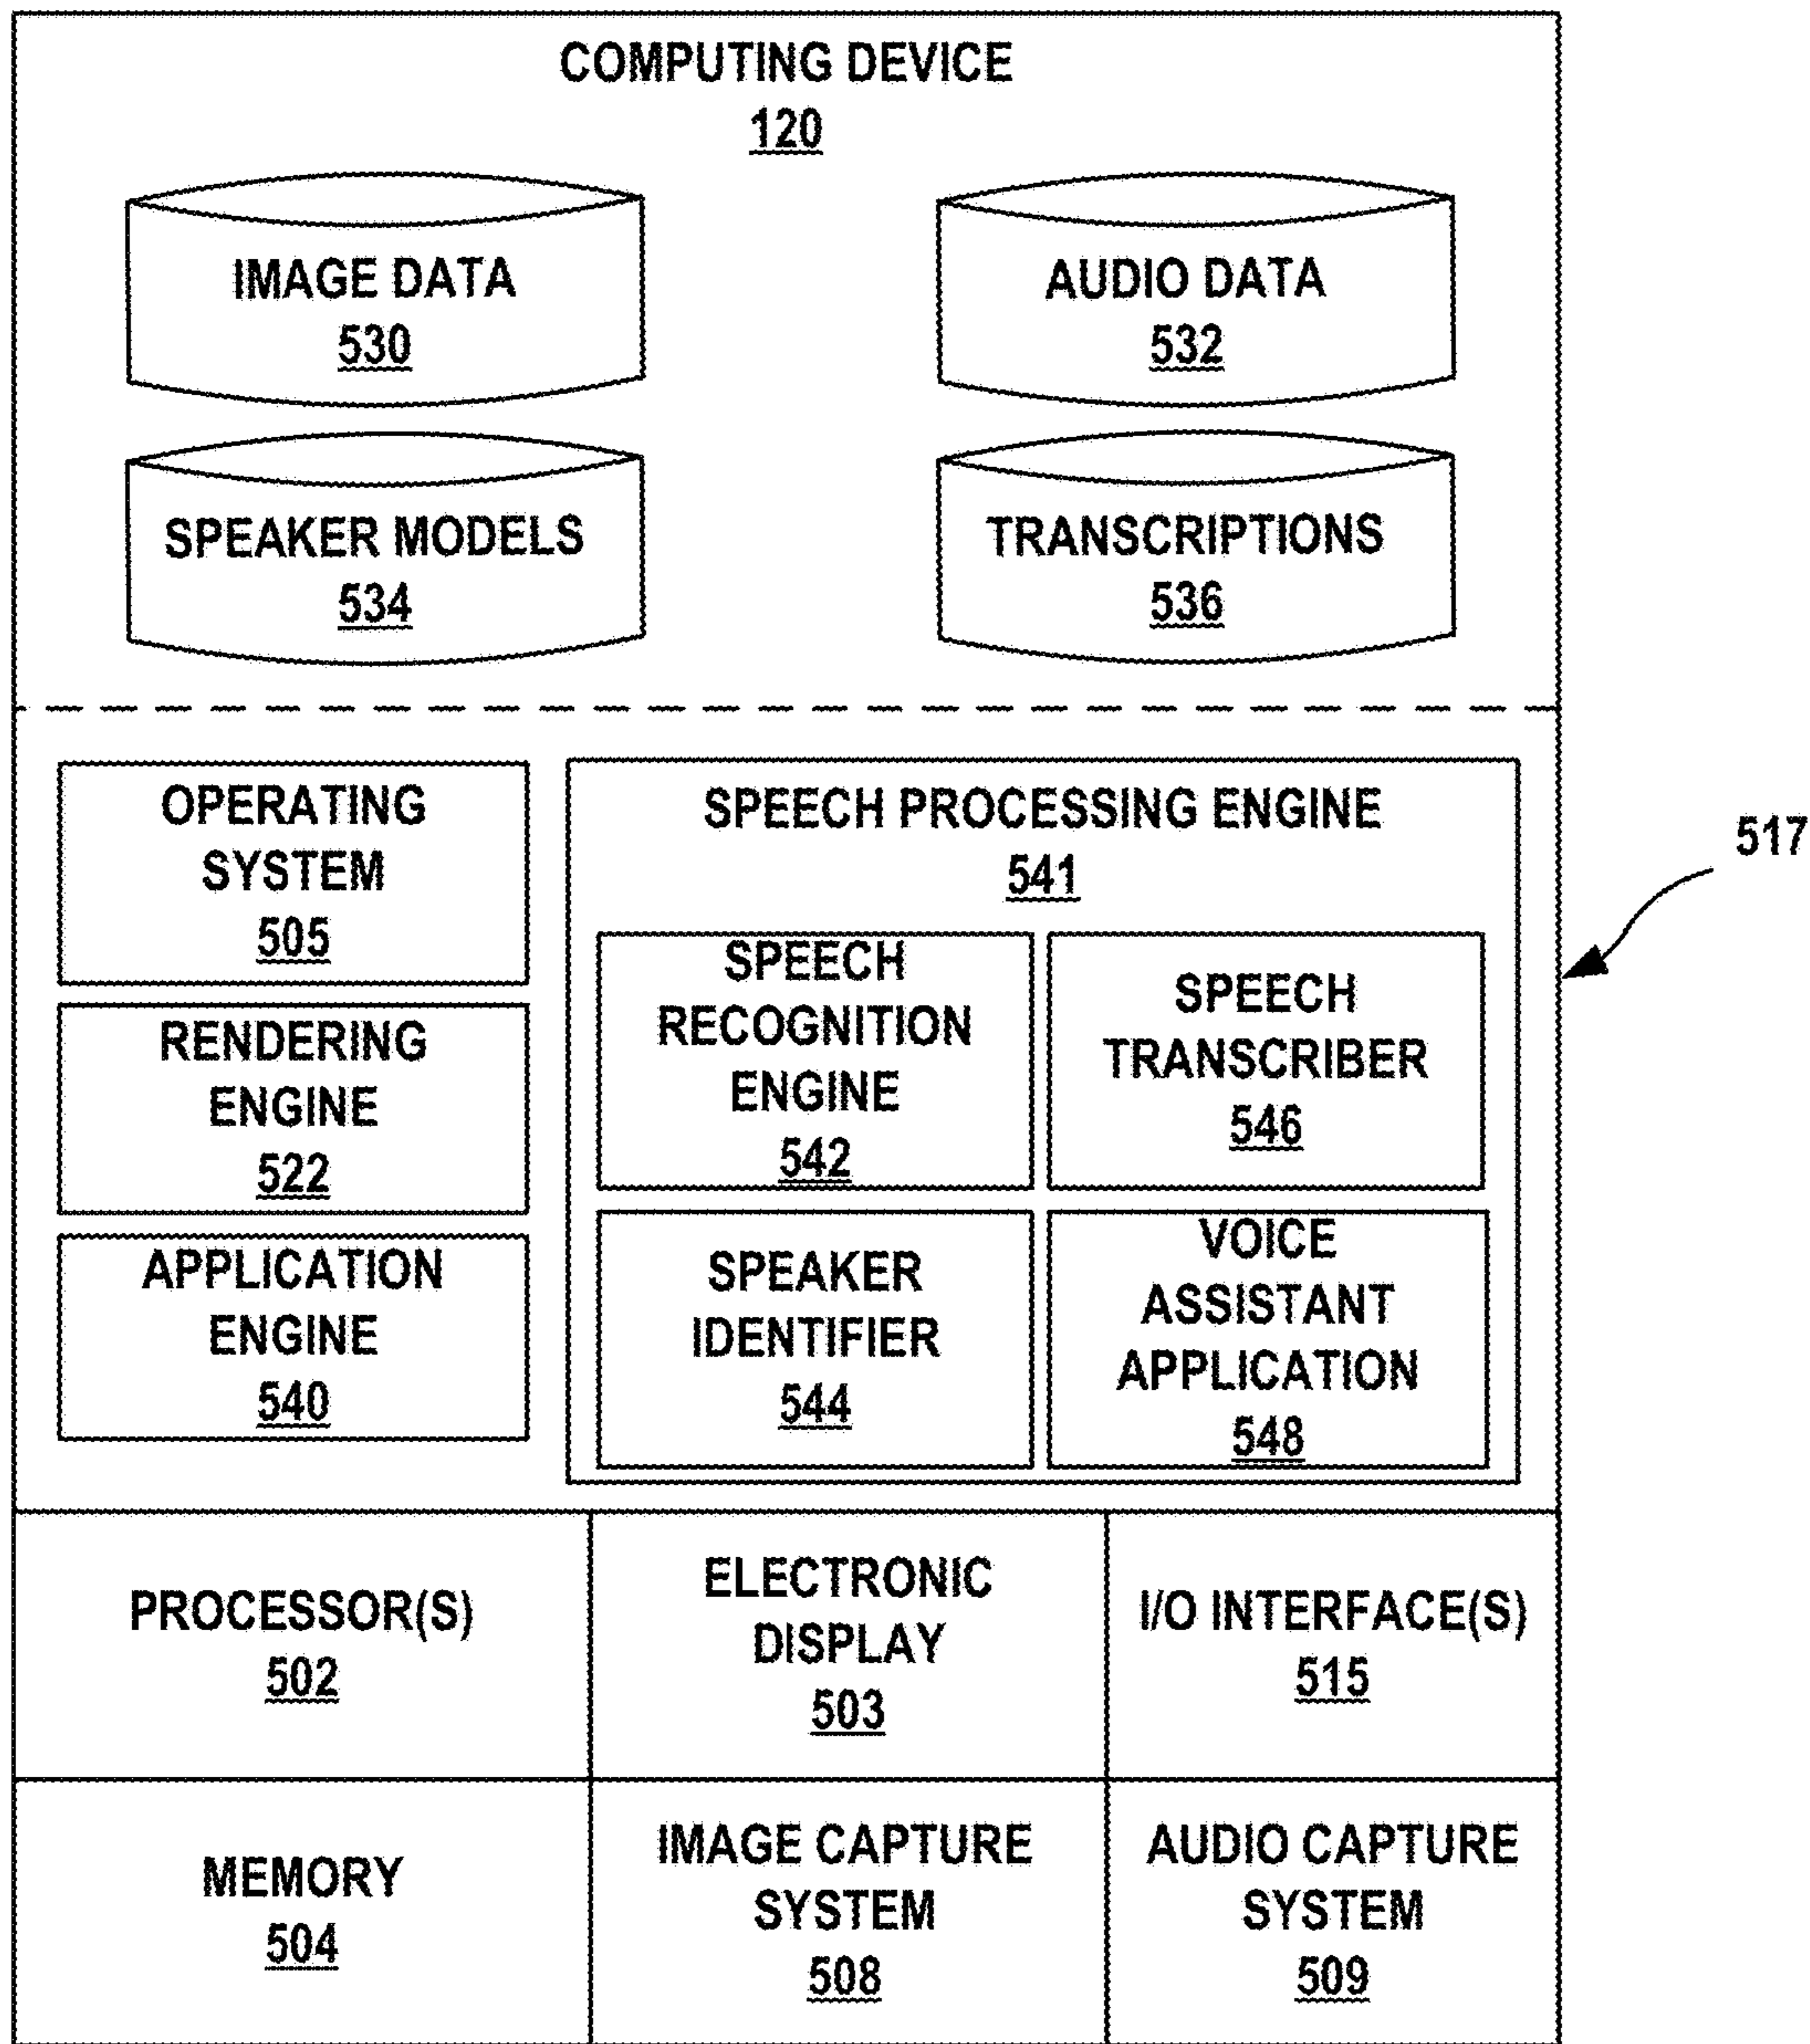 COMPUTING DEVICE
120
IMAGE DATA
530
AUDIO DATA
532
SPEAKER MODELS
534
TRANSCRIPTIONS
536
OPERATING
SYSTEM
505
RENDERING
ENGINE
522
APPLICATION
ENGINE
540
SPEECH PROCESSING ENGINE
541
SPEECH
RECOGNITION
ENGINE
542
SPEECH
TRANSCRIBER
546
SPEAKER
IDENTIFIER
544
VOICE
ASSISTANT
APPLICATION
548
517
PROCESSOR(S)
502
ELECTRONIC
DISPLAY
503
I/O INTERFACE(S)
515
MEMORY
504
IMAGE CAPTURE
SYSTEM
508
AUDIO CAPTURE
SYSTEM
509